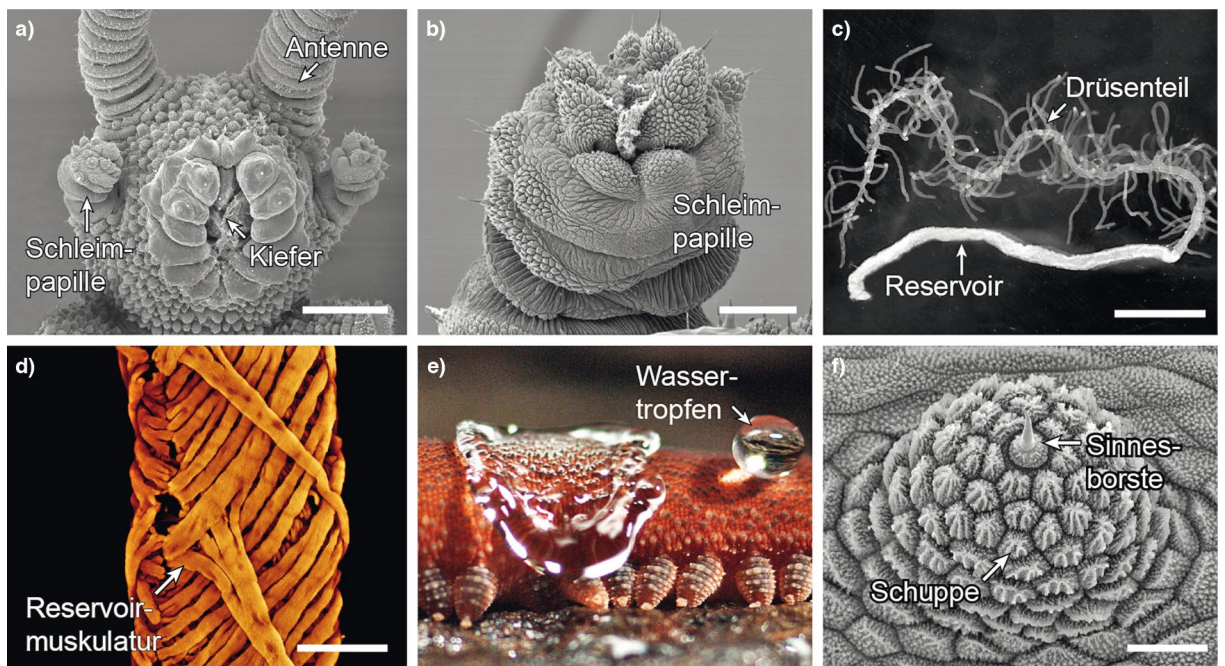 a)
Antenne
Schleim-
papille
Kiefer
b)
Schleim-
papille
c)
Drüsenteil
Reservoir
d)
Reservoir-
muskulatur
e)
Wasser-
tropfen
f)
Sinnes-
borste
Schuppe